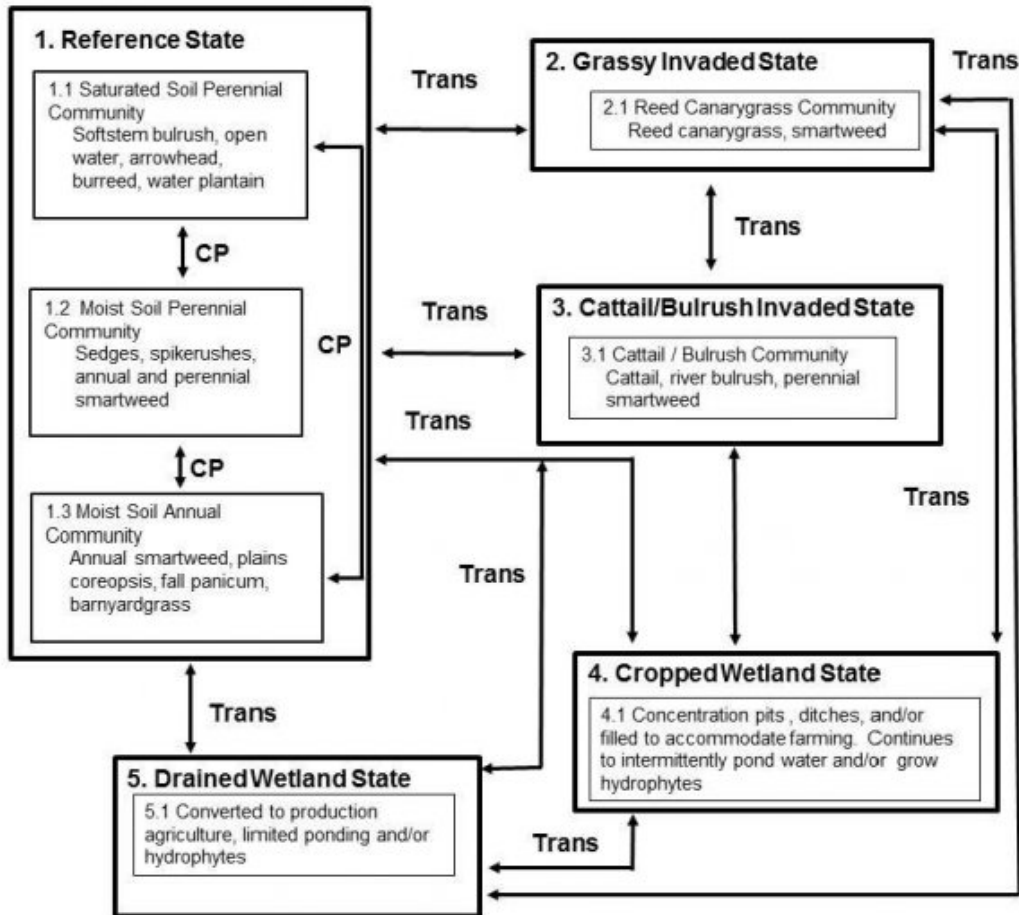 1. Reference State
1.1 Saturated Soil Perennial
Community
Softstem bulrush, open
water, arrowhead,
burreed, water plantain
CP
1.2 Moist Soil Perennial
Community
Sedges, spikerushes,
annual and perennial
smartweed
CP
CP
1.3 Moist Soil Annual
Community
Annual smartweed, plains
coreopsis, fall panicum,
barnyardgrass
Trans
2. Grassy Invaded State
2.1 Reed Canarygrass Community
Reed canarygrass, smartweed
Trans
Trans
Trans
3. Cattail/Bulrush Invaded State
3.1 Cattail / Bulrush Community
Cattail, river bulrush, perennial
smartweed
Trans
Trans
Trans
4. Cropped Wetland State
4.1 Concentration pits , ditches, and/or
filled to accommodate farming. Continues
to intermittently pond water and/or grow
hydrophytes
Trans
5. Drained Wetland State
5.1 Converted to production
agriculture, limited ponding and/or
hydrophytes
Trans